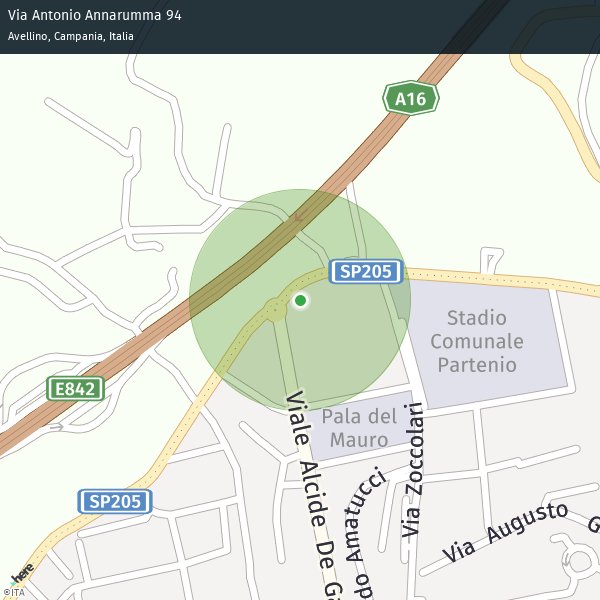 Via Antonio Annarumma 94
Avellino, Campania, Italia
A16
SP205
Stadio
Comunale
Partenio
E842
Pala del
Mauro
Viale Alcide De Ga
Via Zoccolari
do Amatucci
SP205
Via Augusto
G
here
©ITA